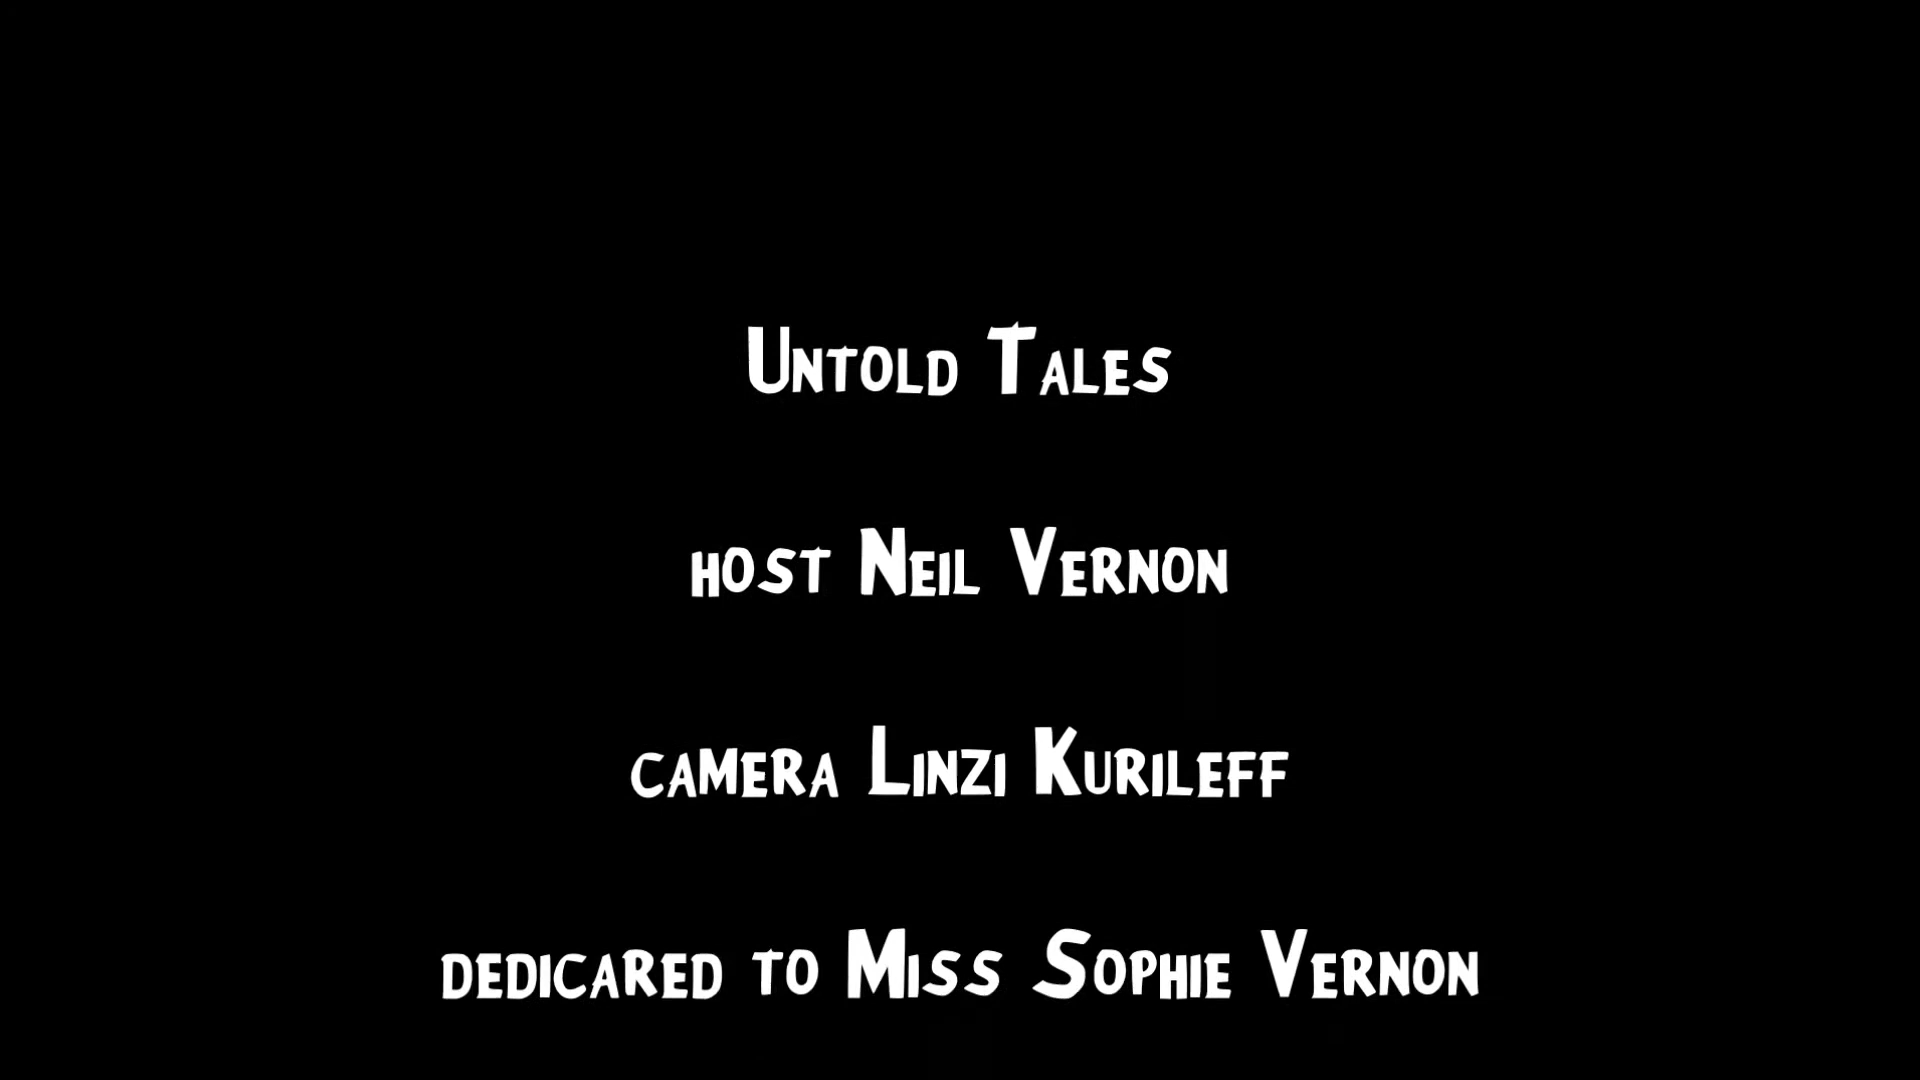 Untold Tales
host Neil Vernon
camera Linzi Kurileff
dedicared to Miss Sophie Vernon